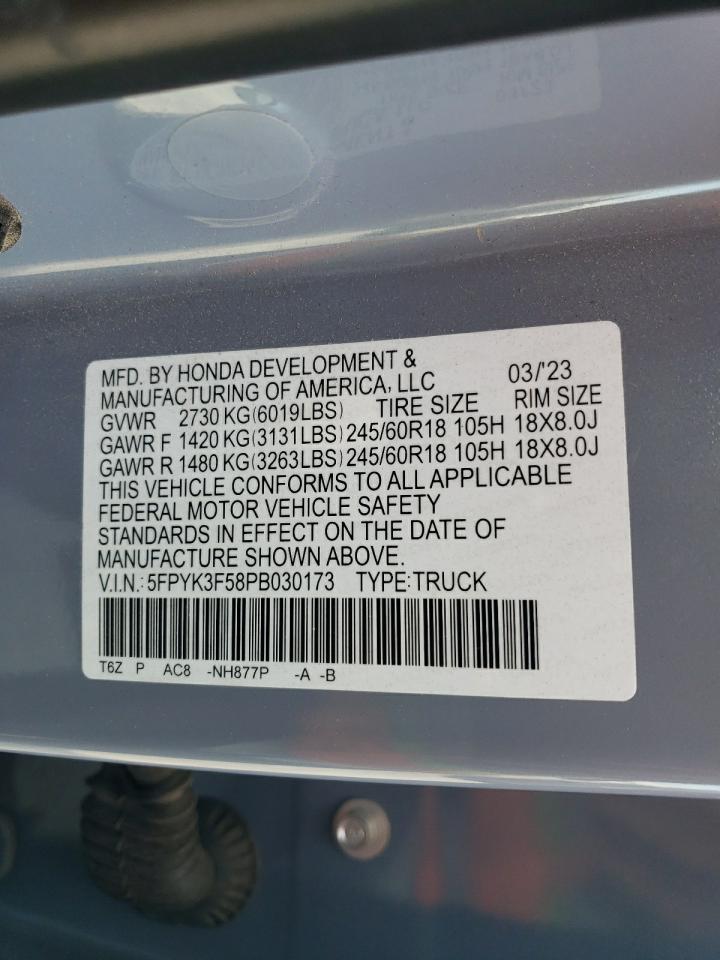 MFD. BY HONDA DEVELOPMENT &
MANUFACTURING OF AMERICA, LLC 03/'23
GVWR 2730 KG(6019LBS) TIRE SIZE RIM SIZE
GAWR F 1420 KG(3131LBS) 245/60R18 105H 18X8.0J
GAWR R 1480 KG(3263LBS) 245/60R18 105H 18X8.0J
THIS VEHICLE CONFORMS TO ALL APPLICABLE
FEDERAL MOTOR VEHICLE SAFETY
STANDARDS IN EFFECT ON THE DATE OF
MANUFACTURE SHOWN ABOVE.
V.I.N.: 5FPYK3F58PB030173 TYPE:TRUCK
T6Z P AC8 -NH877P -A -B